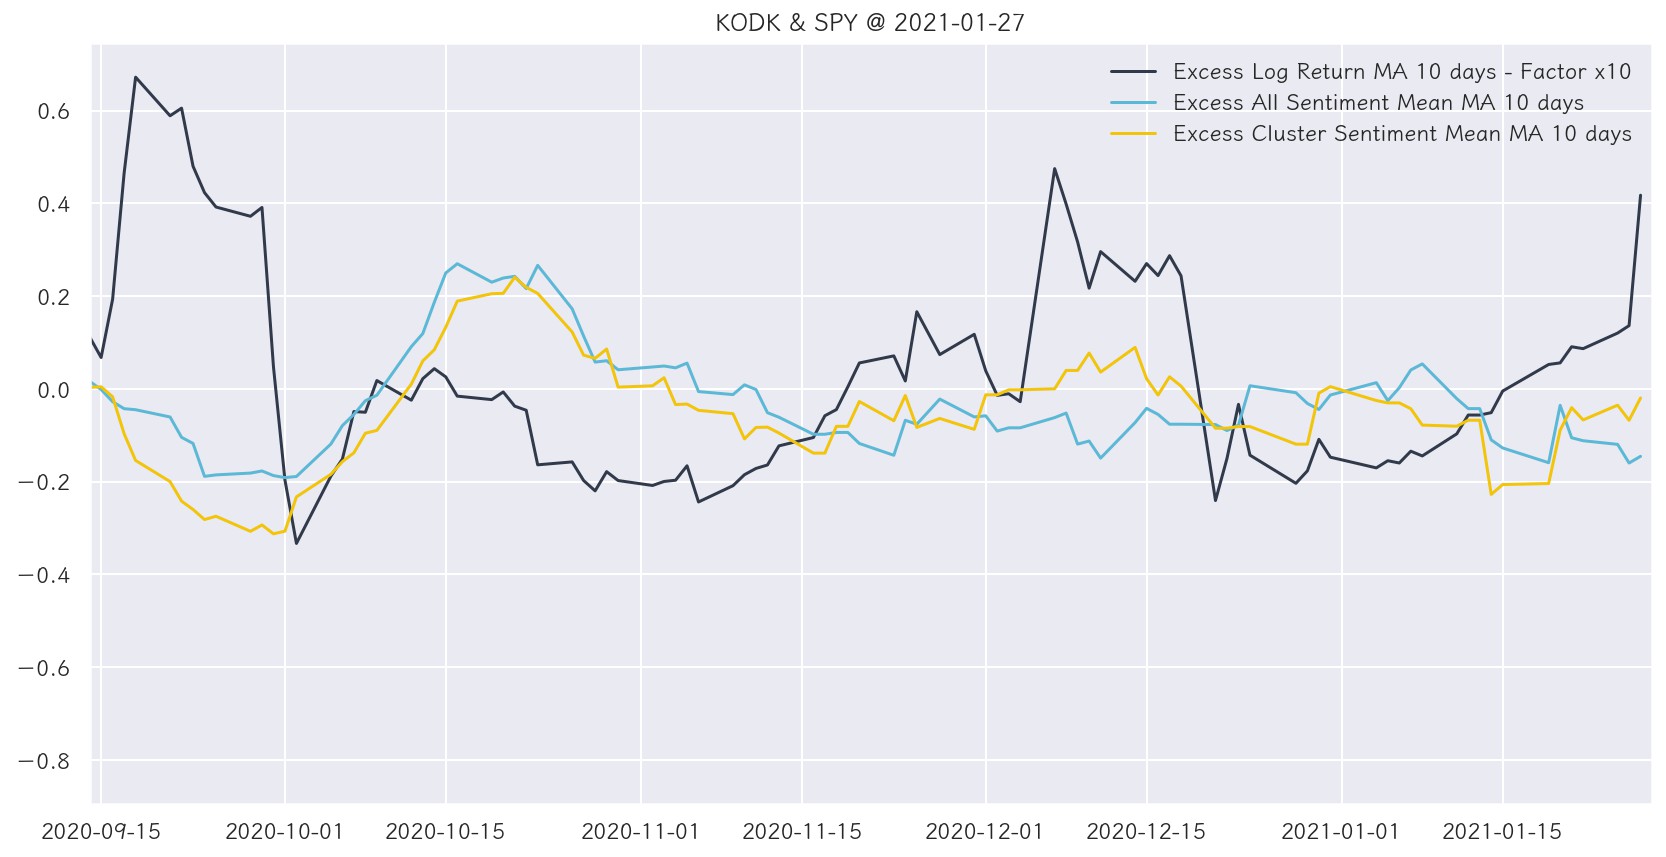 KODK & SPY @ 2021-01-27
Excess Log Return MA 10 days - Factor x10
Excess All Sentiment Mean MA 10 days
Excess Cluster Sentiment Mean MA 10 days
0.6
0.4
0.2
0.0
−0.2
−0.4
−0.6
−0.8
2020-09-15 2020-10-01 2020-10-15 2020-11-01 2020-11-15 2020-12-01 2020-12-15 2021-01-01 2021-01-15